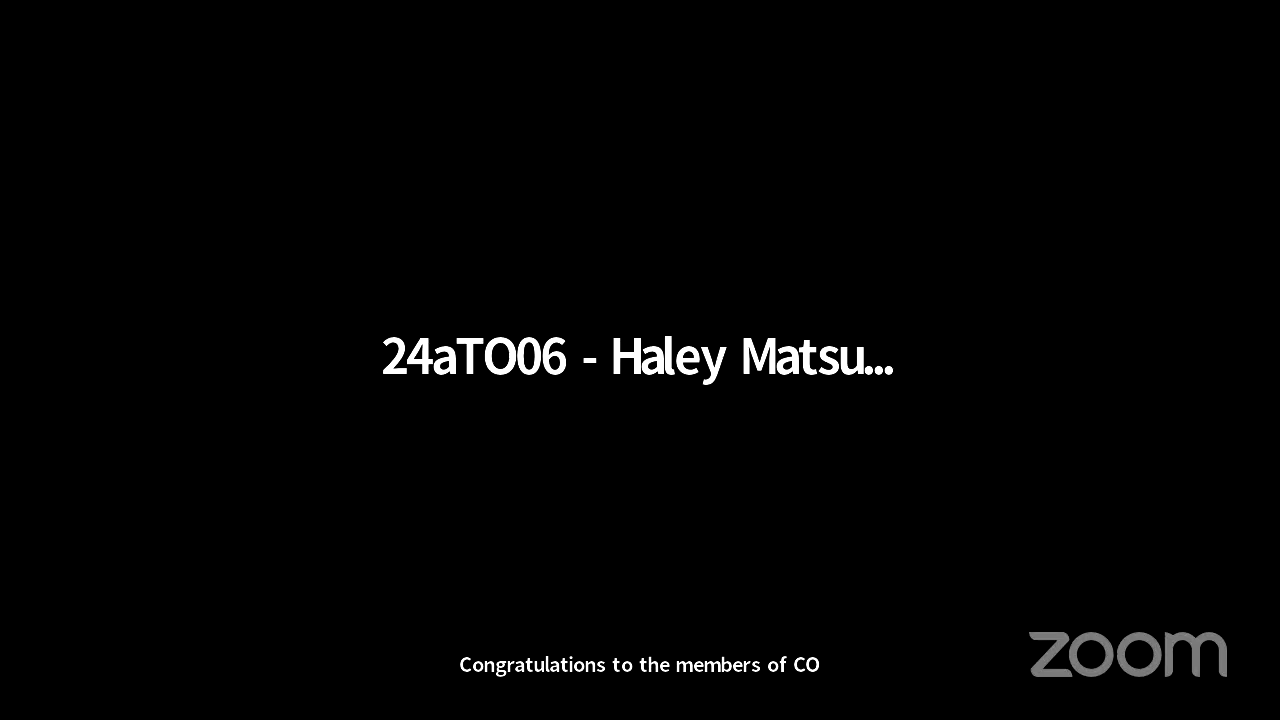 24aTO06 - Haley Matsu...
Congratulations to the members of CO
zoom